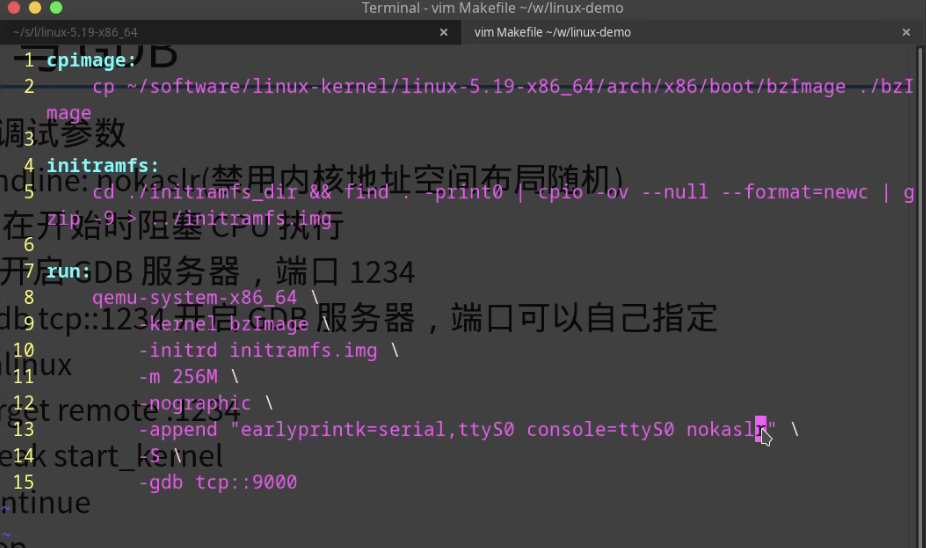 Terminal - vim Makefile ~/w/linux-demo
~/s/l/linux-5.19-x86_64
vim Makefile ~/w/linux-demo
与 GDB
1 cpimage:
2 cp ~/software/linux-kernel/linux-5.19-x86_64/arch/x86/boot/bzImage ./bzI
mage
调试参数
3
4 initramfs:
ndline: nokaslr(禁用内核地址空间布局随机)
5 cd ./initramfs_dir && find . -print0 | cpio -ov --null --format=newc | g
zip -9 > ../initramfs.img
在开始时阻塞 CPU 执行
6
7 run:
开启 GDB 服务器，端口 1234
8 qemu-system-x86_64 \
db tcp::1234 开启 GDB 服务器，端口可以自己指定
9 -kernel bzImage \
10 -initrd initramfs.img \
alinux
11 -m 256M \
12 -nographic \
rget remote :1234
13 -append "earlyprintk=serial,ttyS0 console=ttyS0 nokaslr" \
14 -S \
eak start_kernel
15 -gdb tcp::9000
ntinue
~
~